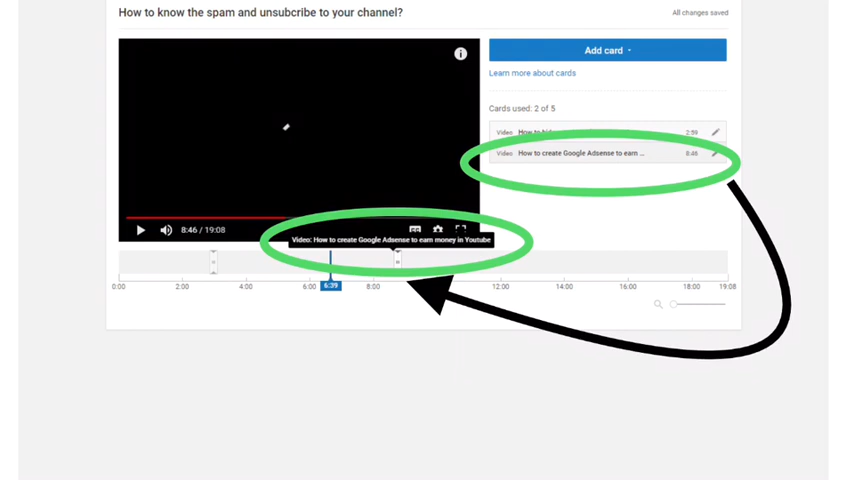 How to know the spam and unsubcribe to your channel?
All changes saved
Add card
Learn more about cards
Cards used: 2 of 5
Video How to 2:59
Video How to create Google Adsense to earn ... 8:46
8:46 / 19:08
Video: How to create Google Adsense to earn money in Youtube
0:00 2:00 4:00 6:00 6:39 8:00 12:00 14:00 16:00 18:00 19:08